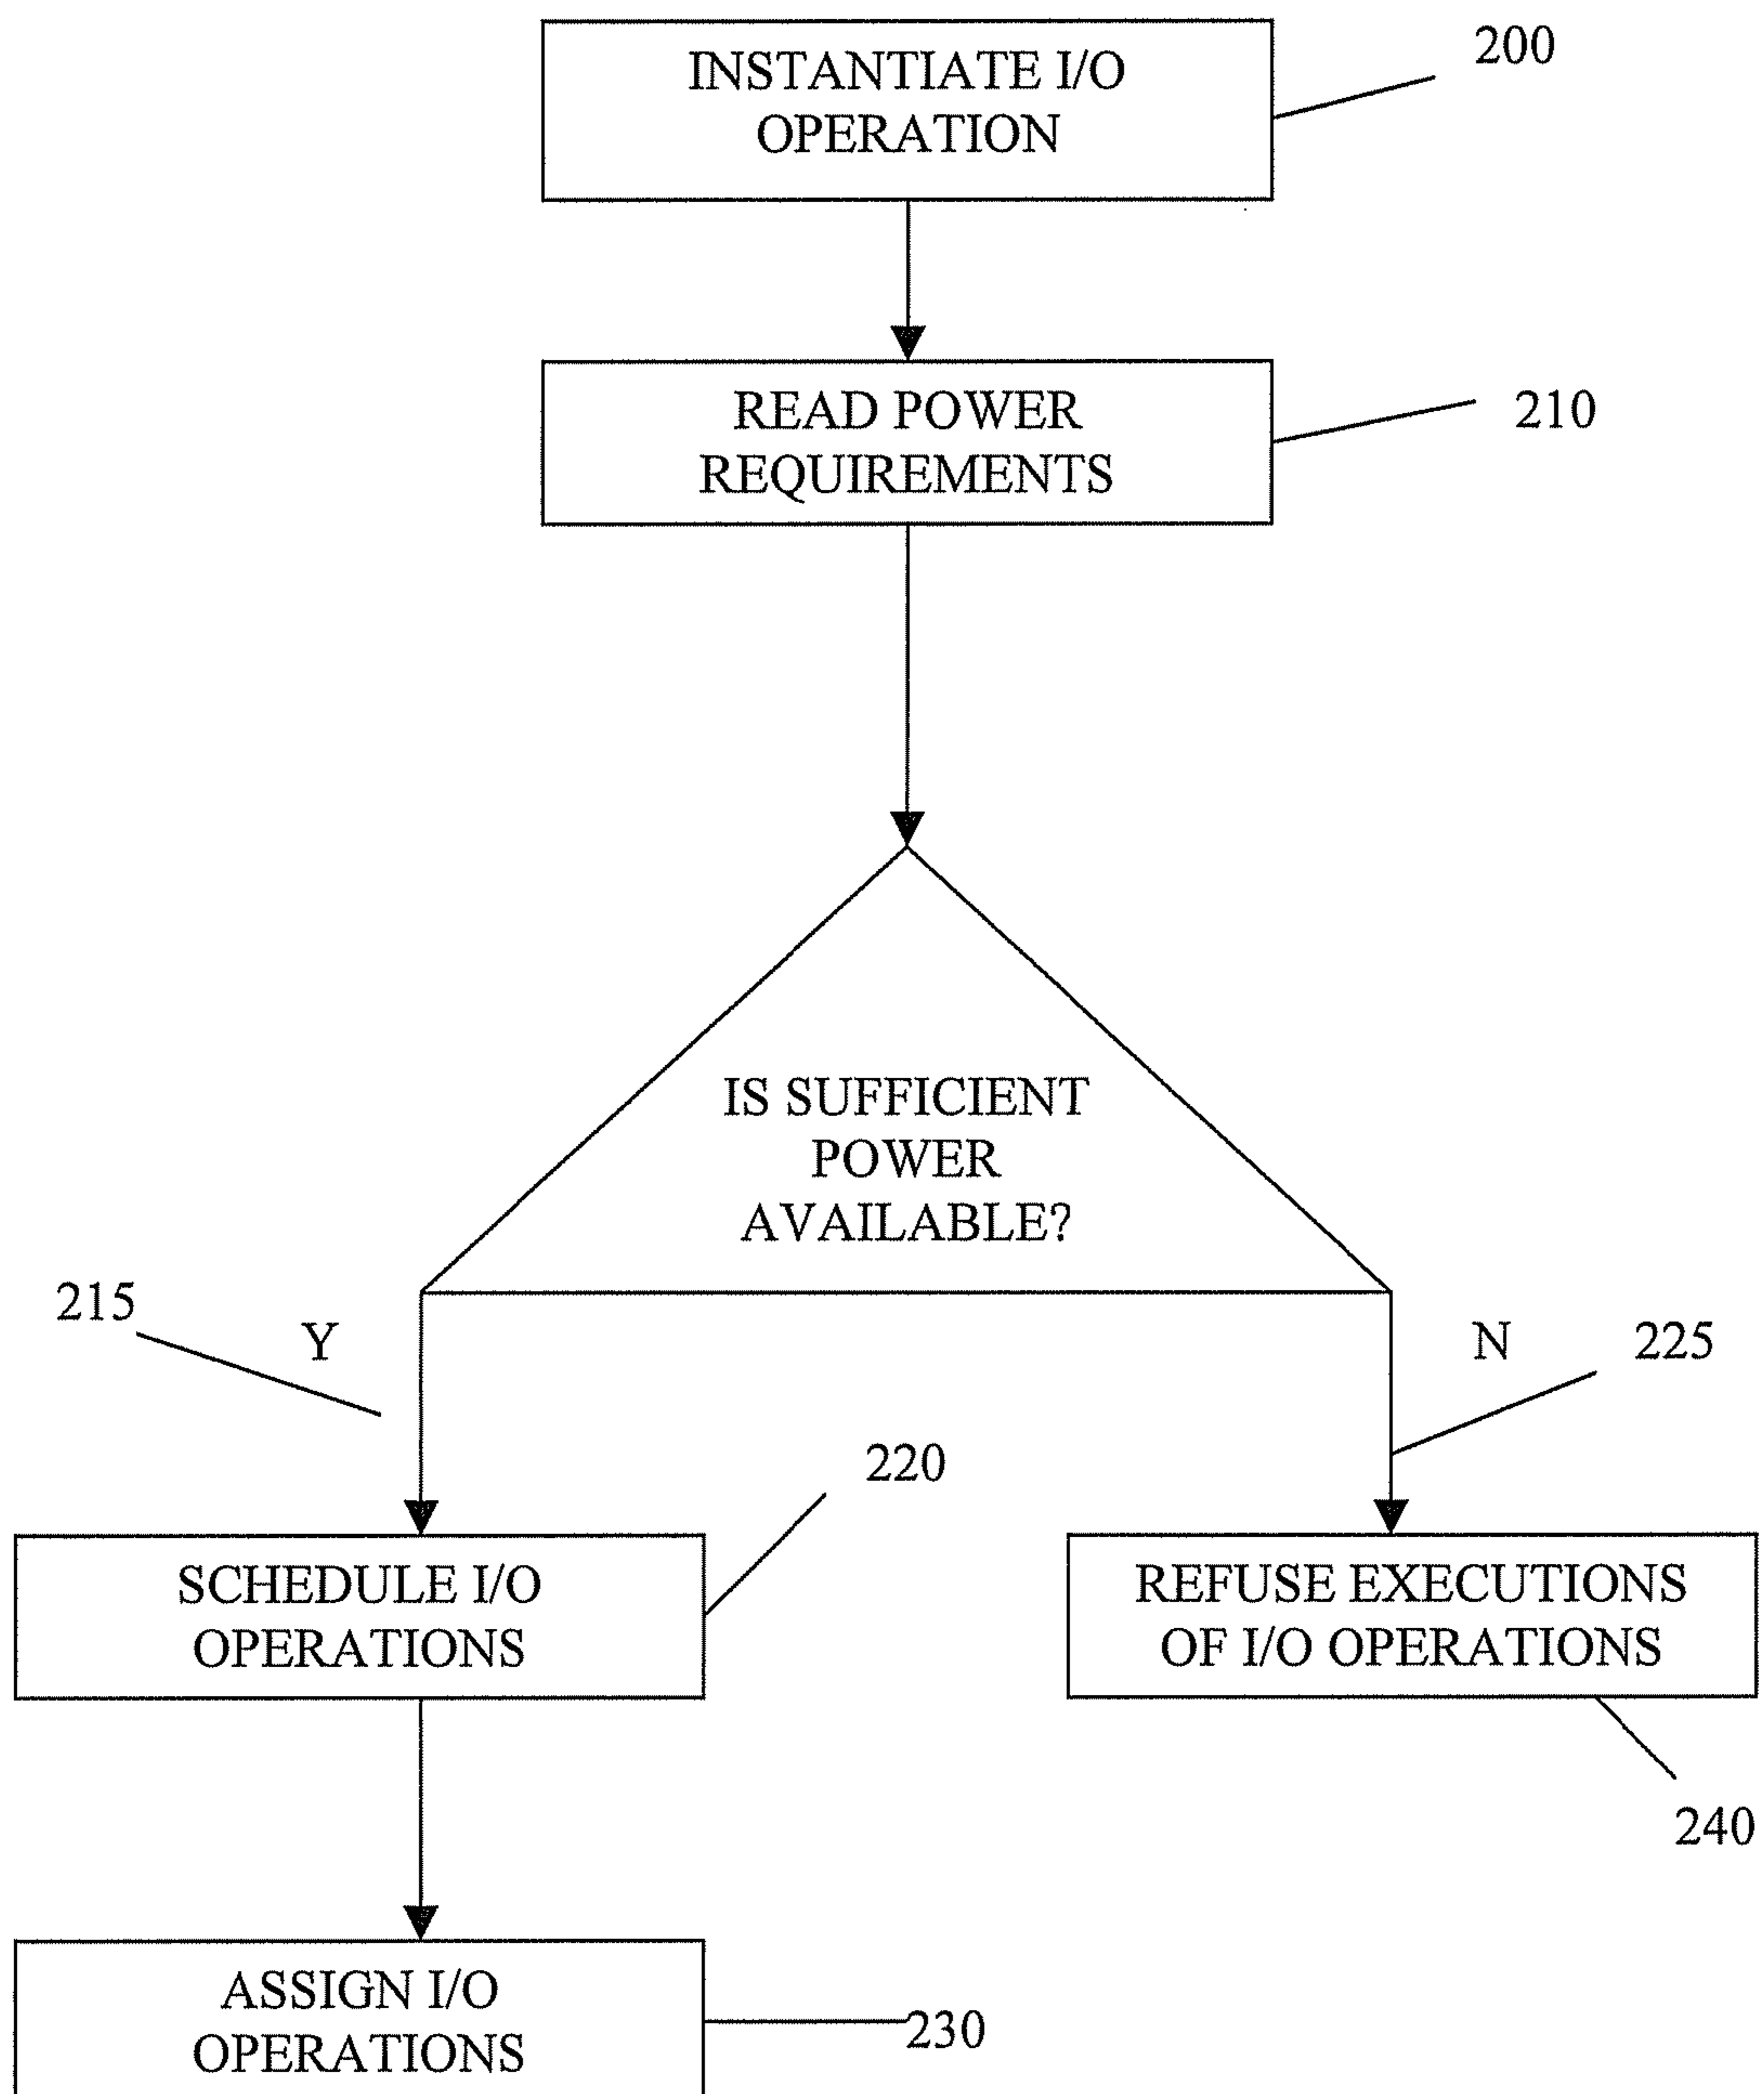 INSTANTIATE I/O
OPERATION
200
READ POWER
REQUIREMENTS
210
IS SUFFICIENT
POWER
AVAILABLE?
215
Y
N
225
220
SCHEDULE I/O
OPERATIONS
REFUSE EXECUTIONS
OF I/O OPERATIONS
240
ASSIGN I/O
OPERATIONS
230